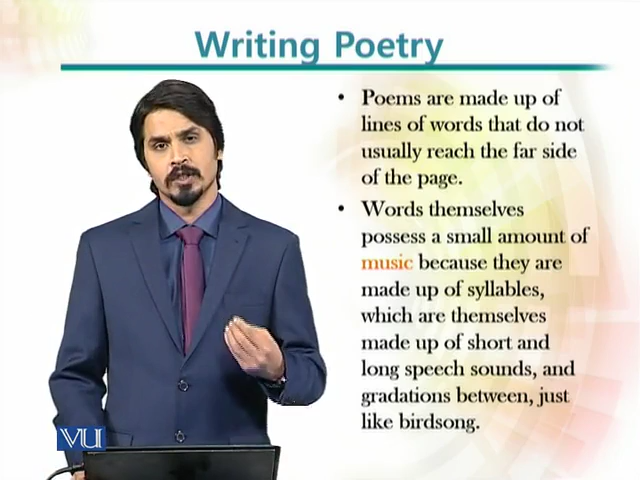 Writing Poetry
• Poems are made up of
lines of words that do not
usually reach the far side
of the page.
• Words themselves
possess a small amount of
music because they are
made up of syllables,
which are themselves
made up of short and
long speech sounds, and
gradations between, just
like birdsong.
VU